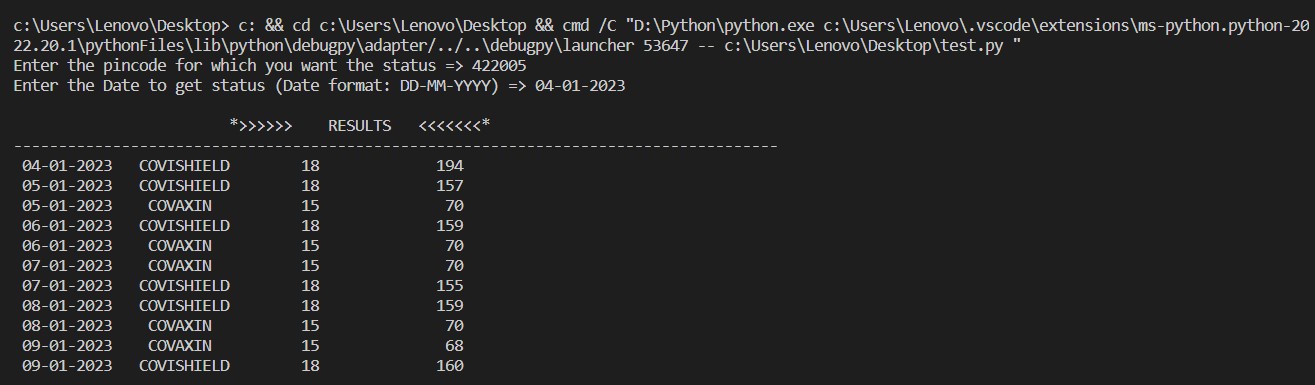 c:\Users\Lenovo\Desktop> c: && cd c:\Users\Lenovo\Desktop && cmd /C "D:\Python\python.exe c:\Users\Lenovo\.vscode\extensions\ms-python.python-20
22.20.1\pythonFiles\lib\python\debugpy\adapter/../..\debugpy\launcher 53647 -- c:\Users\Lenovo\Desktop\test.py "
Enter the pincode for which you want the status => 422005
Enter the Date to get status (Date format: DD-MM-YYYY) => 04-01-2023
*>>>>>> RESULTS <<<<<<<*
-------------------------------------------------------------------------------------
04-01-2023 COVISHIELD 18 194
05-01-2023 COVISHIELD 18 157
05-01-2023 COVAXIN 15 70
06-01-2023 COVISHIELD 18 159
06-01-2023 COVAXIN 15 70
07-01-2023 COVAXIN 15 70
07-01-2023 COVISHIELD 18 155
08-01-2023 COVISHIELD 18 159
08-01-2023 COVAXIN 15 70
09-01-2023 COVAXIN 15 68
09-01-2023 COVISHIELD 18 160